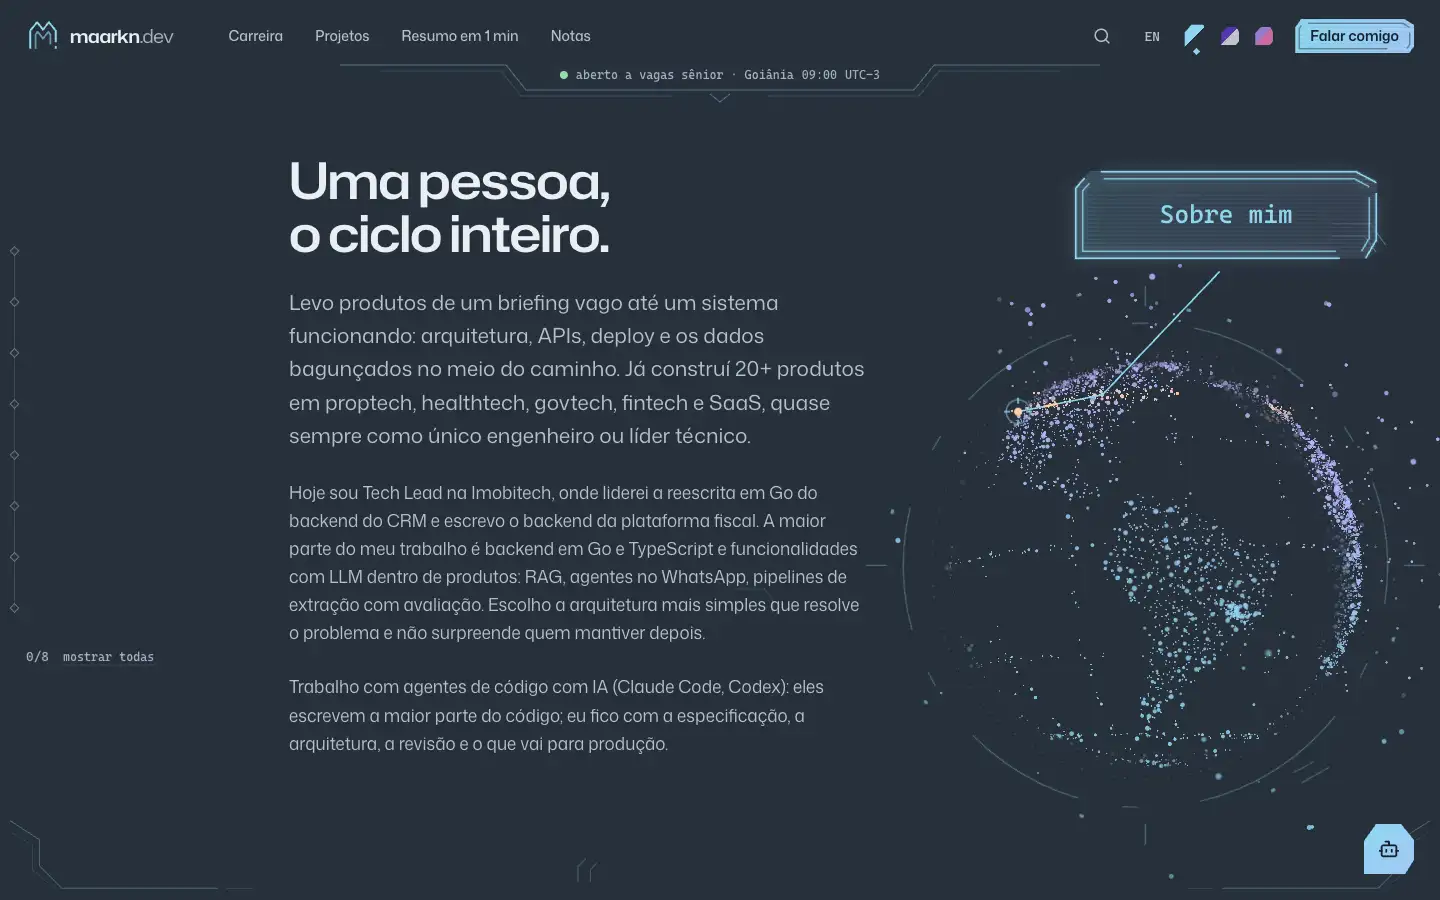 maarkn.dev
Carreira
Projetos
Resumo em 1 min
Notas
EN
Falar comigo
aberto a vagas sênior · Goiânia 09:00 UTC−3
Uma pessoa,
o ciclo inteiro.
Sobre mim
Levo produtos de um briefing vago até um sistema
funcionando: arquitetura, APIs, deploy e os dados
bagunçados no meio do caminho. Já construí 20+ produtos
em proptech, healthtech, govtech, fintech e SaaS, quase
sempre como único engenheiro ou líder técnico.
Hoje sou Tech Lead na Imobitech, onde liderei a reescrita em Go do
backend do CRM e escrevo o backend da plataforma fiscal. A maior
parte do meu trabalho é backend em Go e TypeScript e funcionalidades
com LLM dentro de produtos: RAG, agentes no WhatsApp, pipelines de
extração com avaliação. Escolho a arquitetura mais simples que resolve
o problema e não surpreende quem mantiver depois.
0/8 mostrar todas
Trabalho com agentes de código com IA (Claude Code, Codex): eles
escrevem a maior parte do código; eu fico com a especificação, a
arquitetura, a revisão e o que vai para produção.